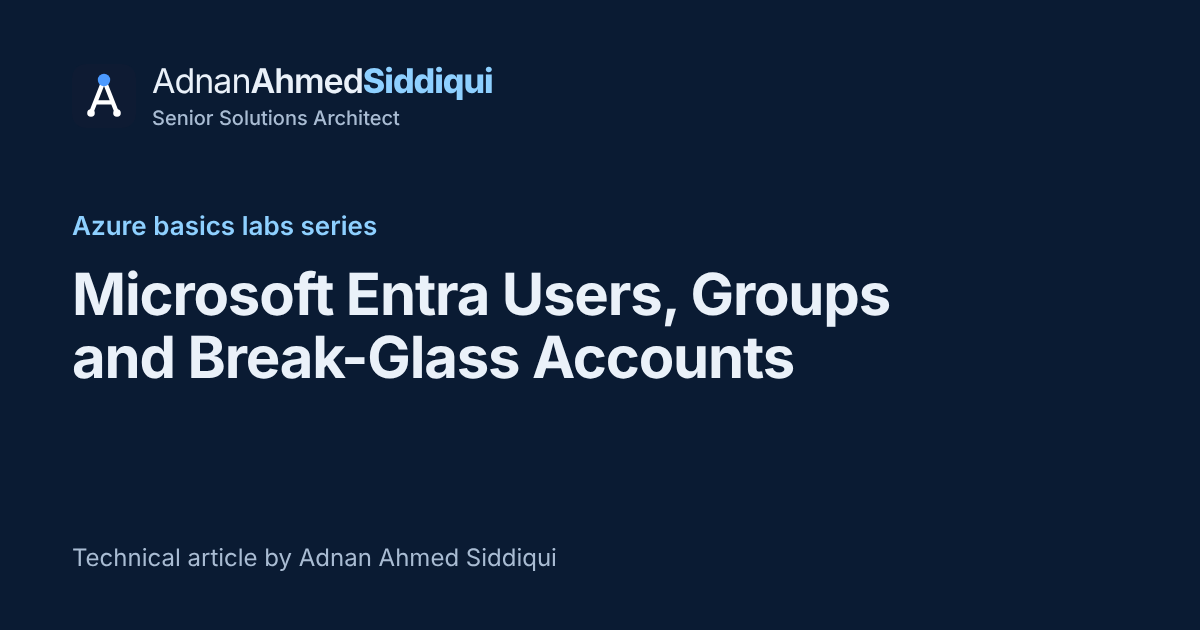 AdnanAhmedSiddiqui
Senior Solutions Architect
Azure basics labs series
Microsoft Entra Users, Groups
and Break-Glass Accounts
Technical article by Adnan Ahmed Siddiqui